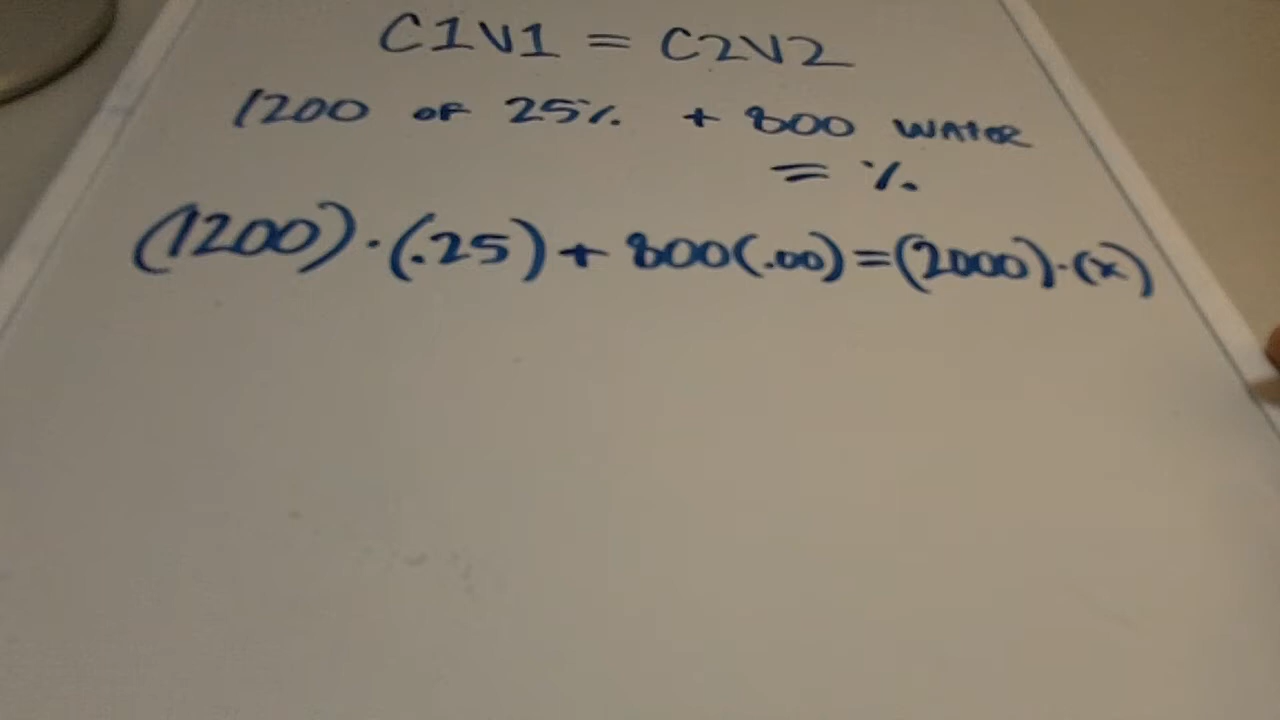 C1V1 = C2V2
1200 OF 25% + 800 WATER
= %
(1200)·(.25)+ 800(.00)=(2000)·(x)